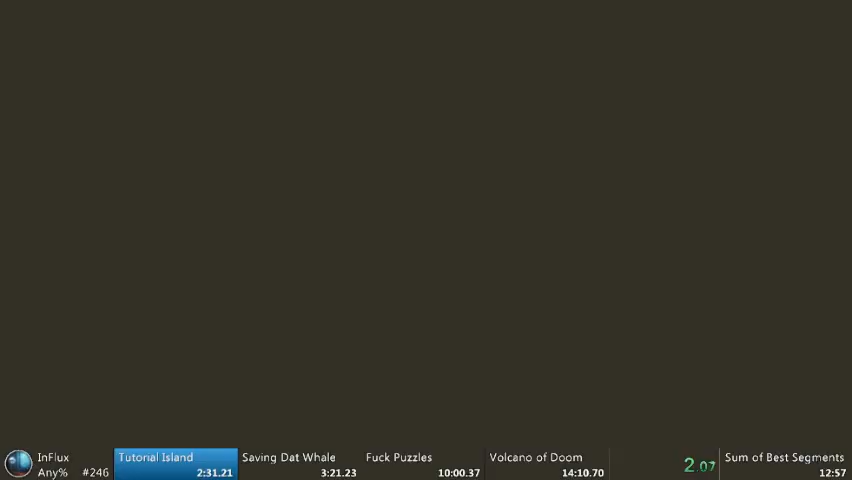 InFlux
Any% #246
Tutorial Island
2:31.21
Saving Dat Whale
3:21.23
Fuck Puzzles
10:00.37
Volcano of Doom
14:10.70
2.07
Sum of Best Segments
12:57